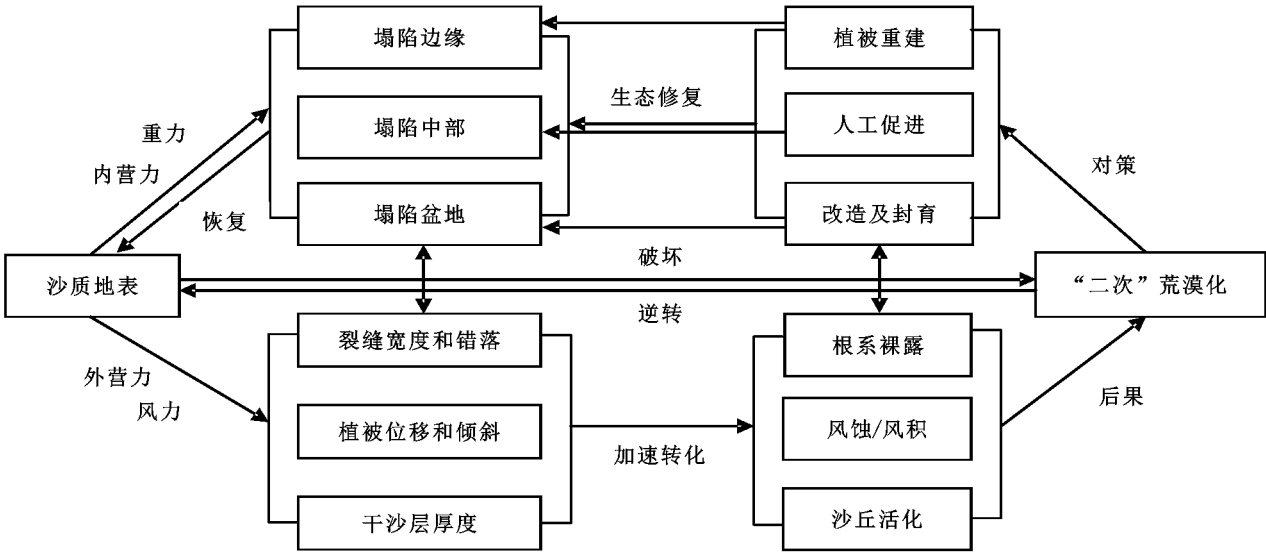 塌陷边缘
植被重建
生态修复
塌陷中部
人工促进
重力
内营力
对策
恢复
塌陷盆地
改造及封育
破坏
沙质地表
“二次”荒漠化
逆转
裂缝宽度和错落
根系裸露
外营力
风力
后果
植被位移和倾斜
风蚀/风积
加速转化
干沙层厚度
沙丘活化